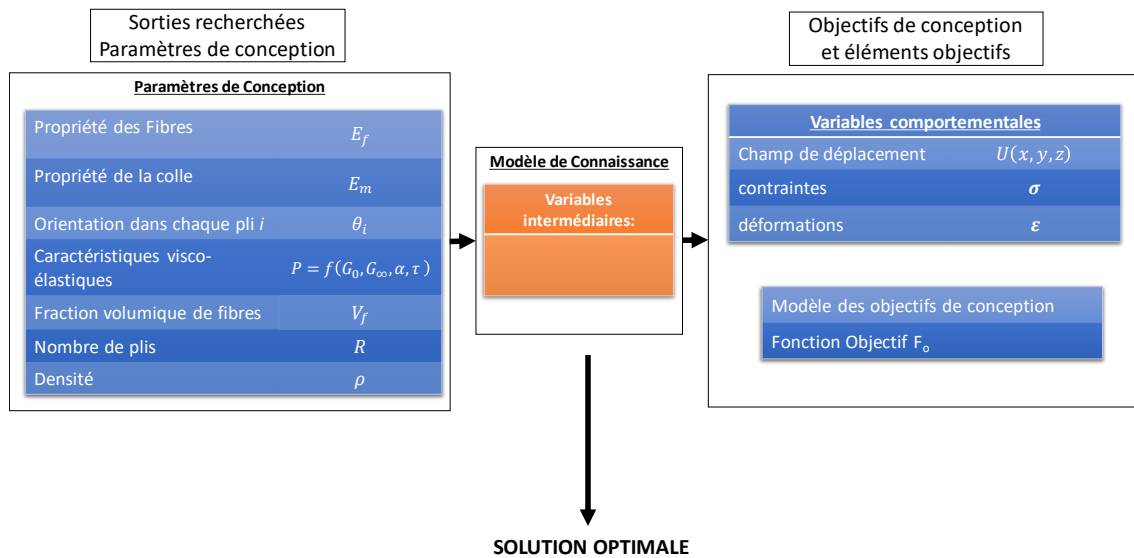 Sorties recherchées
Paramètres de conception
Paramètres de Conception
Propriété des Fibres E_f
Propriété de la colle E_m
Orientation dans chaque pli i θ_i
Caractéristiques visco-
élastiques P = f(G_0, G_∞, α, τ)
Fraction volumique de fibres V_f
Nombre de plis R
Densité ρ
Modèle de Connaissance
Variables
intermédiaires:
Objectifs de conception
et éléments objectifs
Variables comportementales
Champ de déplacement U(x, y, z)
contraintes σ
déformations ε
Modèle des objectifs de conception
Fonction Objectif F_o
SOLUTION OPTIMALE